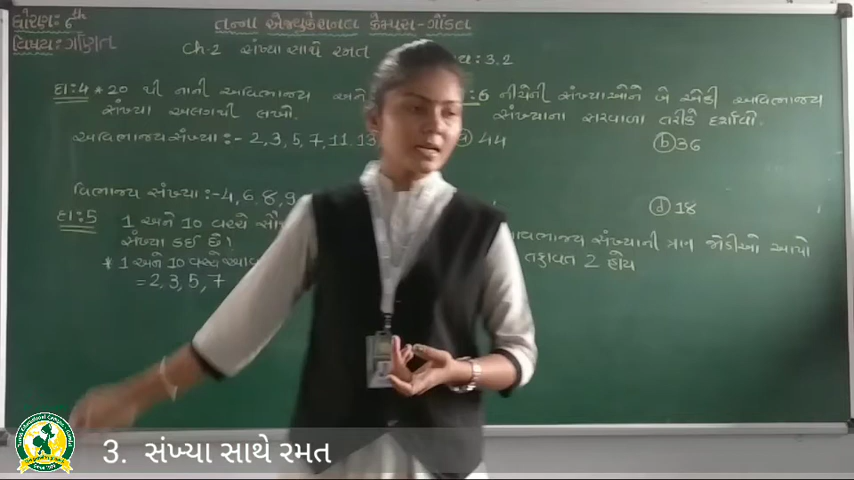 ધોરણ: 6th
તન્ના એજ્યુકેશનલ કેમ્પસ-ગોંડલ
વિષય: ગણિત
Ch-2 સંખ્યા સાથે રમત
: 3.2
દા:4 * 20 થી નાની અવિભાજ્ય અને
સંખ્યા અલગથી લખો.
અવિભાજ્ય સંખ્યા :- 2,3,5,7,11,13
વિભાજ્ય સંખ્યા :- 4,6,8,9
દા:5 1 અને 10 વચ્ચે
સંખ્યા કઈ છે?
* 1 અને 10 વચ્ચે
= 2,3,5,7
:6 નીચેની સંખ્યાઓને બે એકી અવિભાજ્ય
સંખ્યાના સરવાળા તરીકે દર્શાવો.
ⓐ 44 ⓑ 36
ⓓ 18
સંખ્યાની ત્રણ જોડીઓ આપો
તફાવત 2 હોય
3. સંખ્યા સાથે રમત